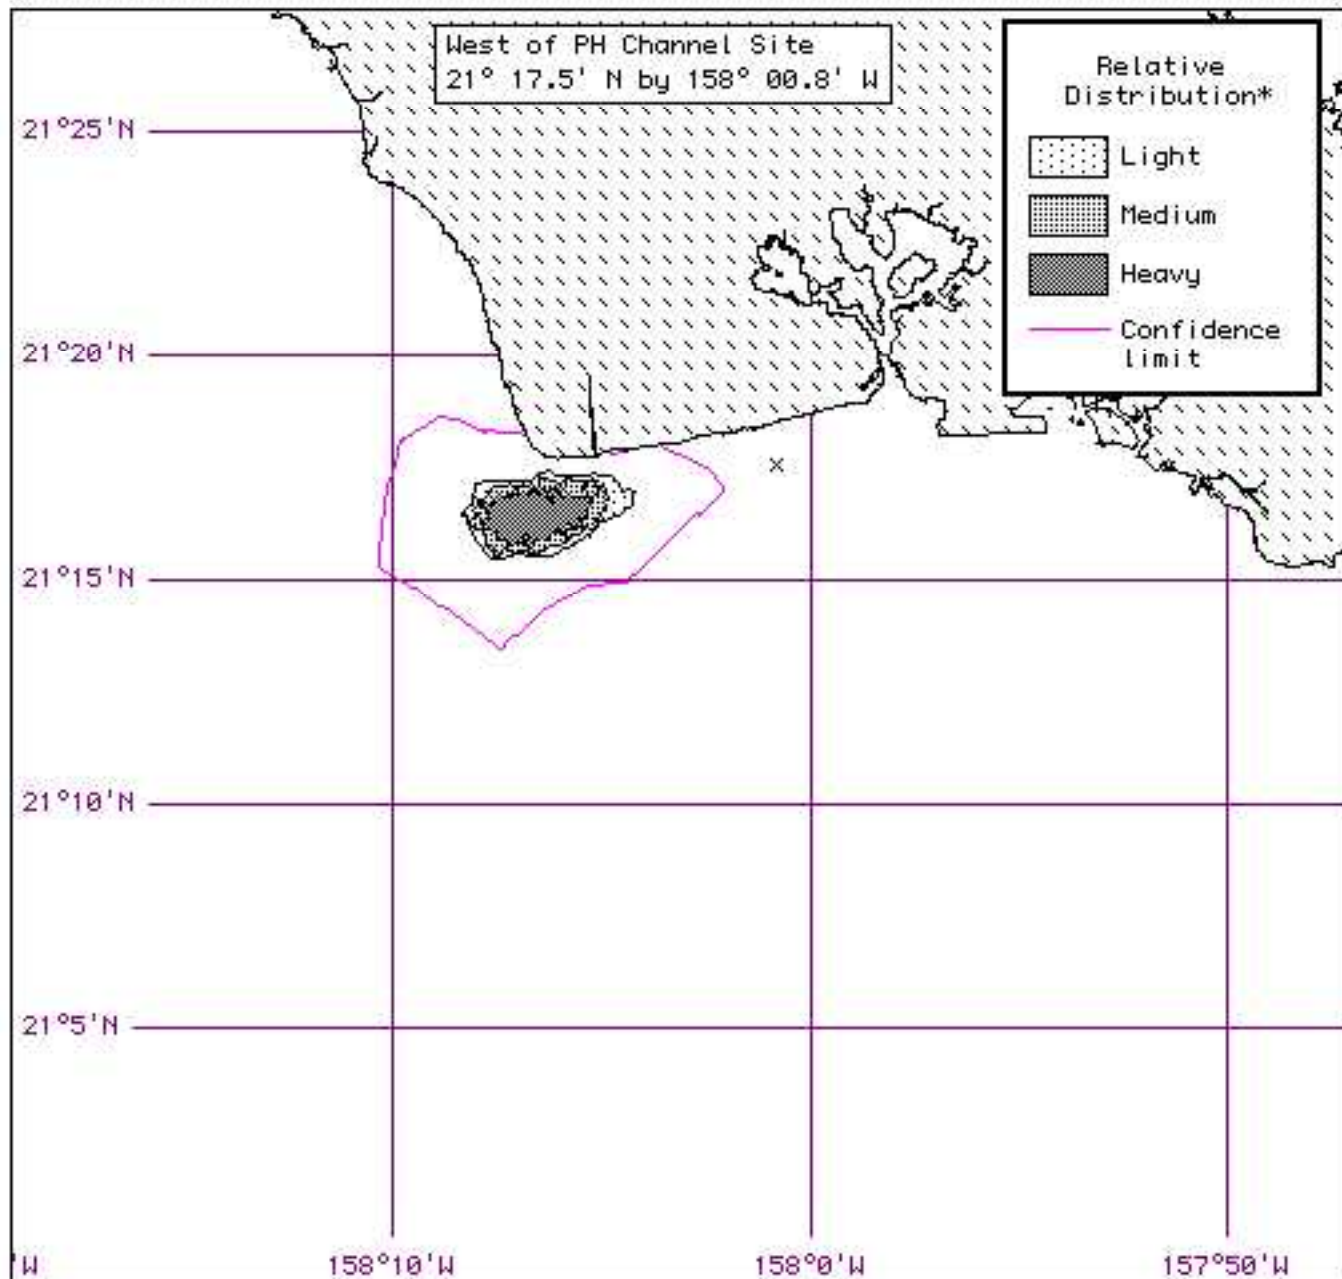 West of PH Channel Site
21° 17.5' N by 158° 00.8' W
Relative
Distribution*
Light
Medium
Heavy
Confidence
limit
21°25'N
21°20'N
21°15'N
21°10'N
21°5'N
'W
158°10'W
158°0'W
157°50'W